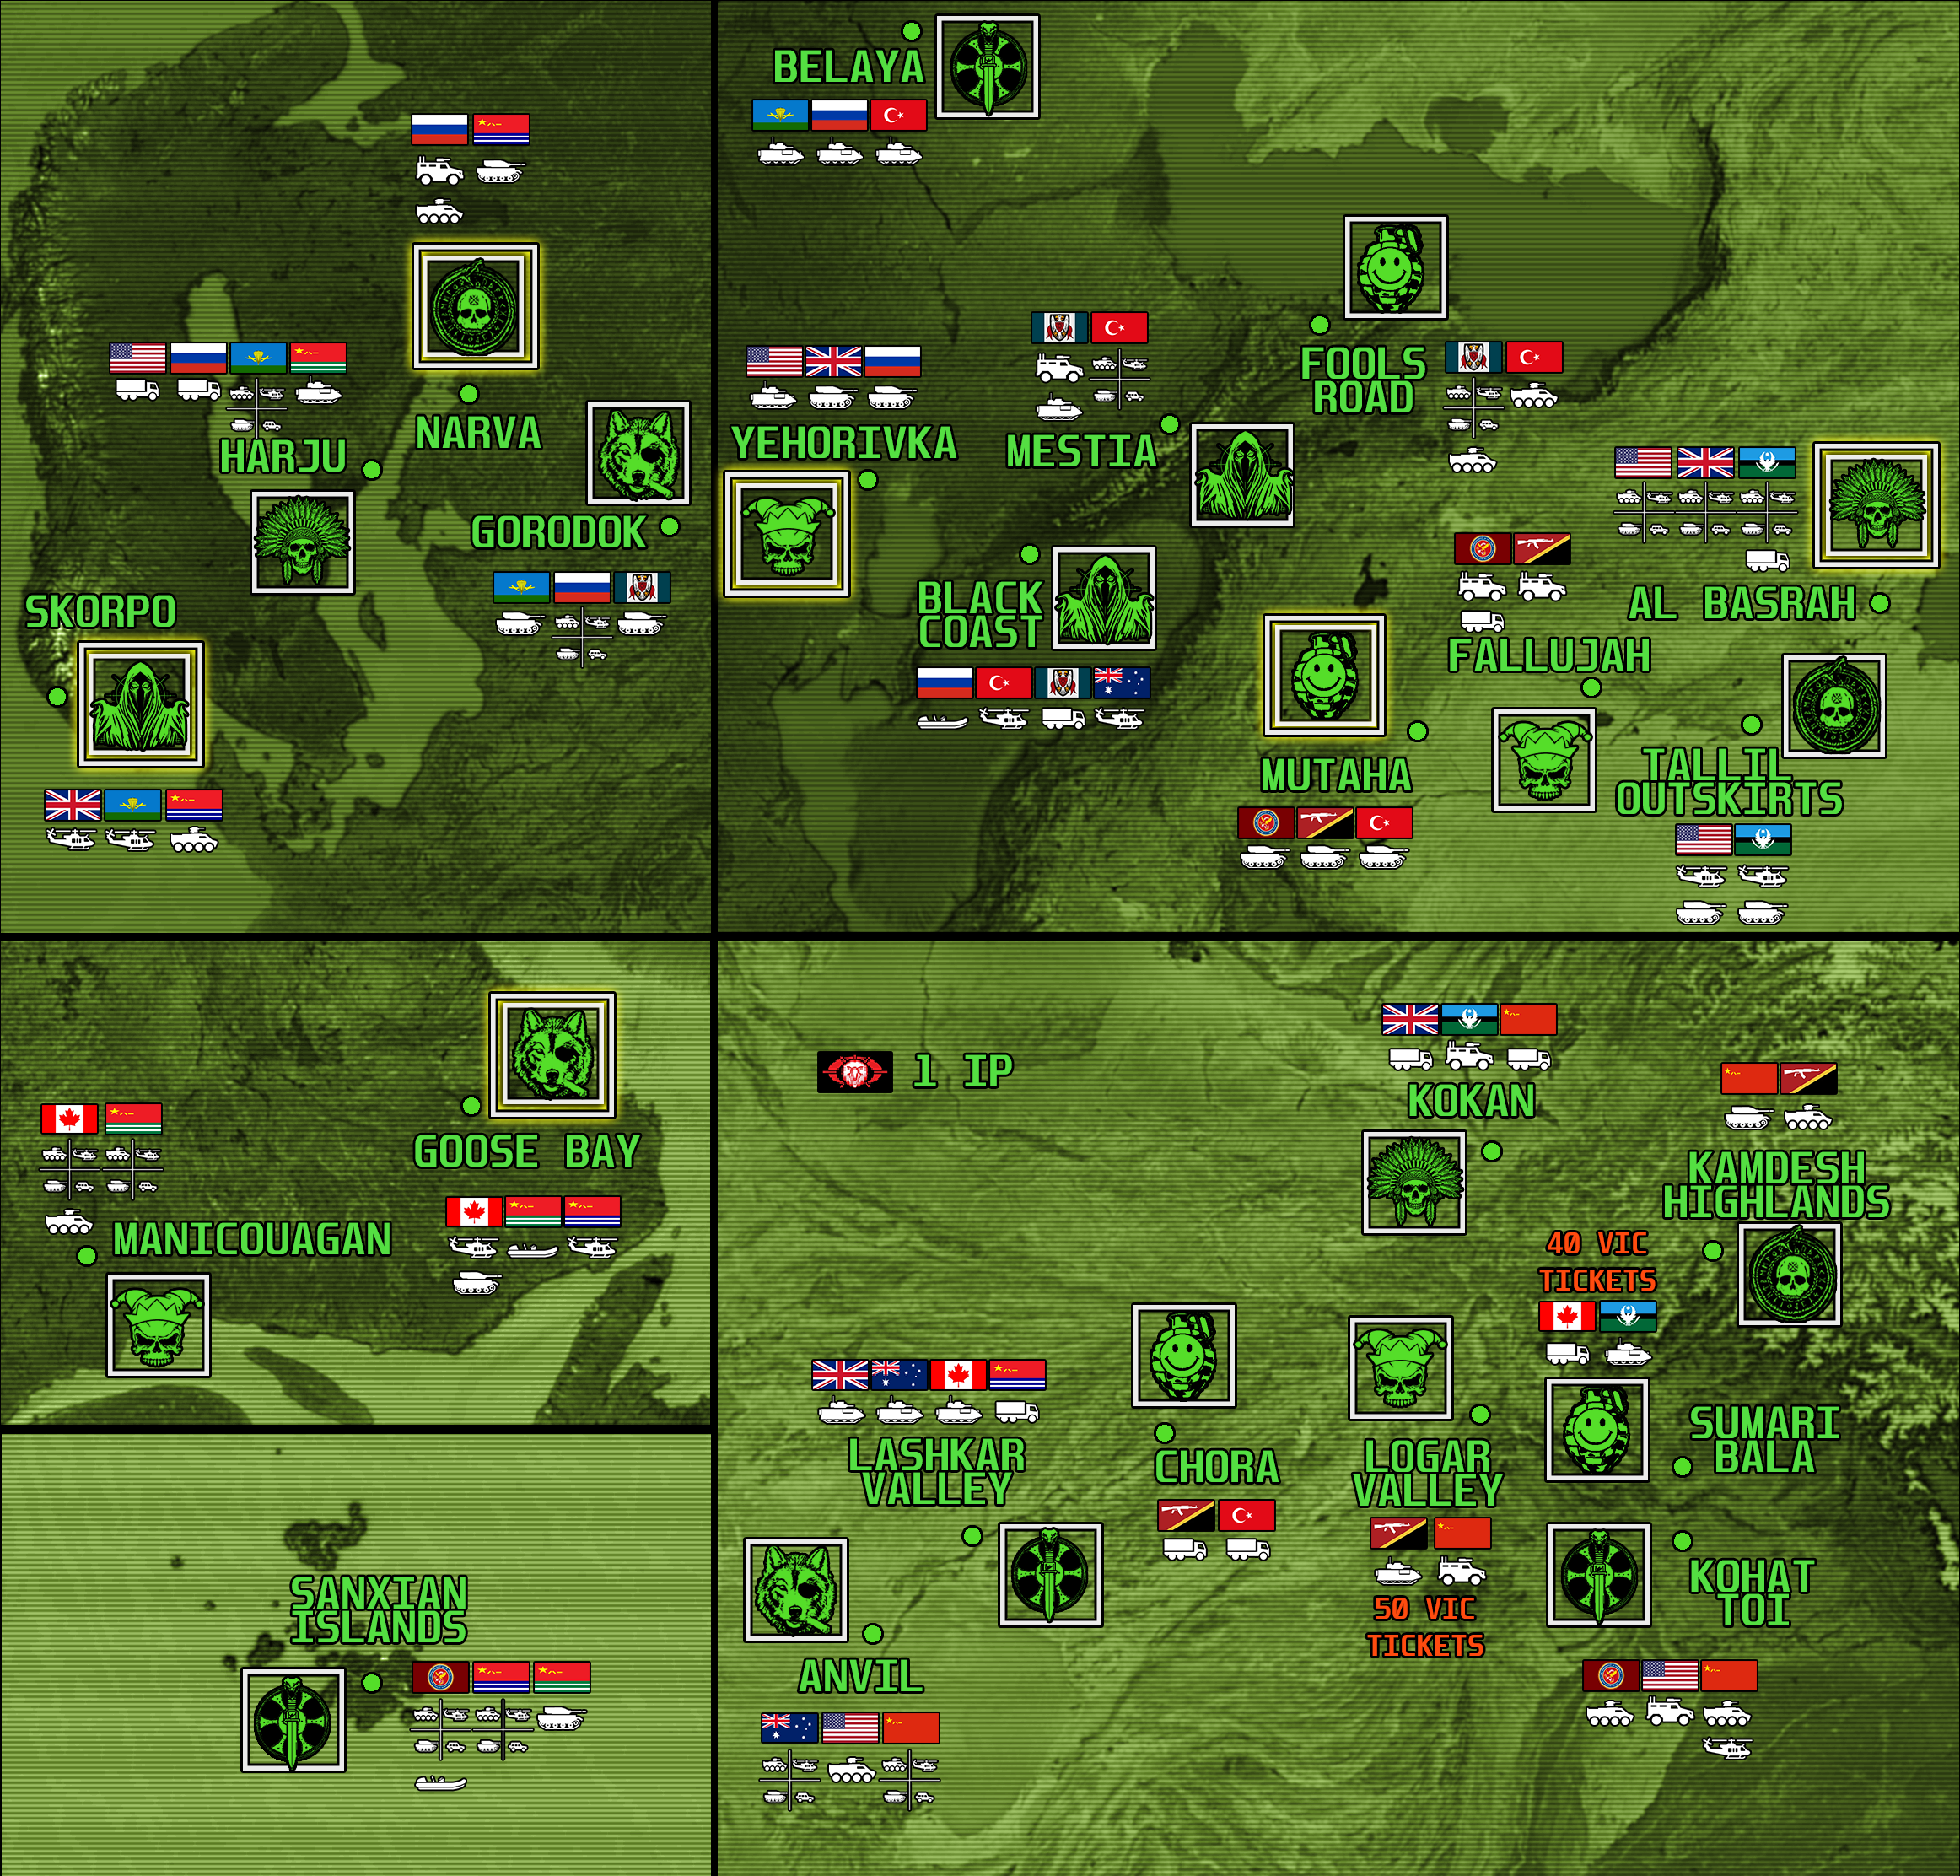 NARVA
HARJU
GORODOK
SKORPO
BELAYA
FOOLS
ROAD
YEHORIVKA
MESTIA
BLACK
COAST
AL BASRAH
FALLUJAH
MUTAHA
TALLIL
OUTSKIRTS
GOOSE BAY
MANICOUAGAN
SANXIAN
ISLANDS
1 IP
KOKAN
KAMDESH
HIGHLANDS
40 VIC
TICKETS
LASHKAR
VALLEY
CHORA
LOGAR
VALLEY
SUMARI
BALA
50 VIC
TICKETS
KOHAT
TOI
ANVIL